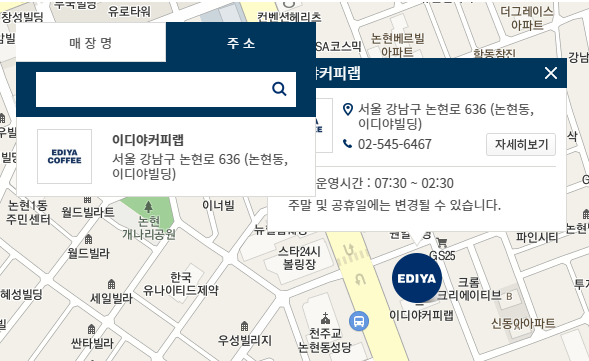 창성빌딩
유로타워
컨벤션헤리츠
더그레이스
아파트
논현베르빌
아파트
SA코스믹
매장명
주소
야커피랩
EDIYA
COFFEE
이디야커피랩
서울 강남구 논현로 636 (논현동,
이디야빌딩)
서울 강남구 논현로 636 (논현동,
이디야빌딩)
02-545-6467
자세히보기
운영시간 : 07:30 ~ 02:30
주말 및 공휴일에는 변경될 수 있습니다.
논현1동
주민센터
월드빌라트
논현
개나리공원
이너빌
월드빌라
스타24시
볼링장
GS25
파인시티
EDIYA
이디야커피랩
크롬
크리에이티브 B
한국
유나이티드제약
혜성빌딩
세일빌라
싼타빌라
우성빌리지
천주교
논현동성당
신동아아파트